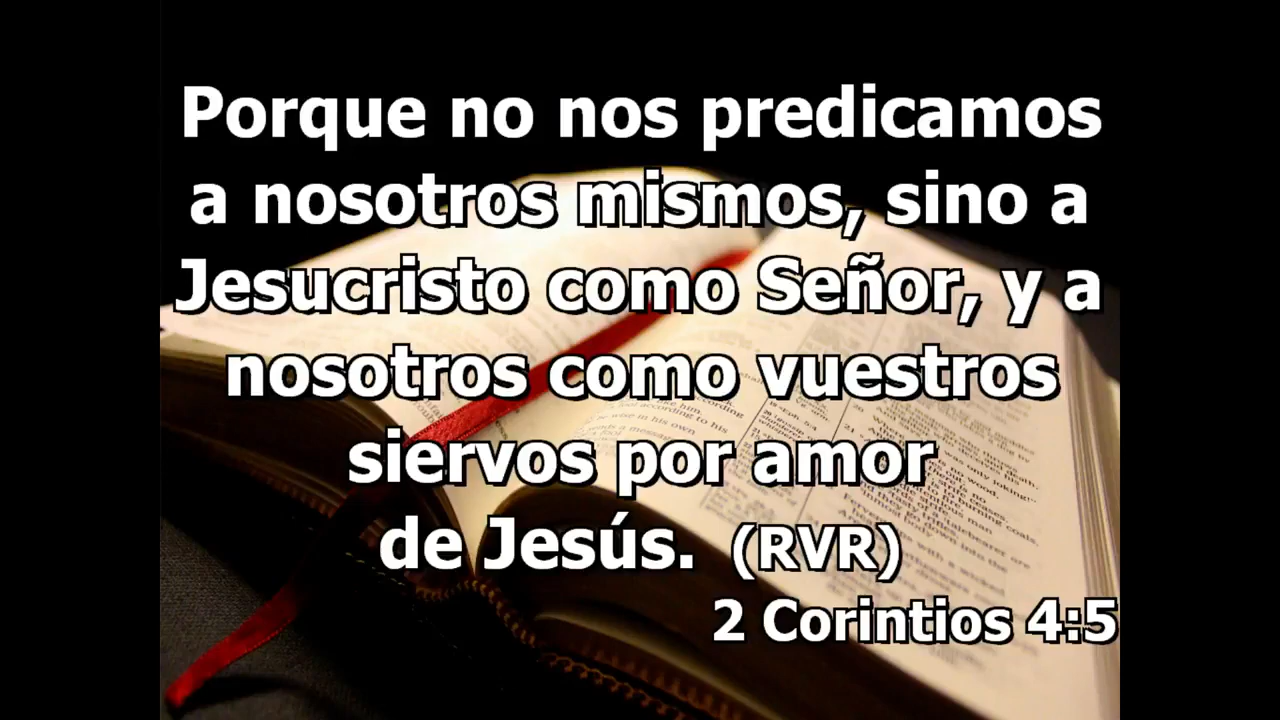 Porque no nos predicamos
a nosotros mismos, sino a
Jesucristo como Señor, y a
nosotros como vuestros
siervos por amor
de Jesús. (RVR)
2 Corintios 4:5